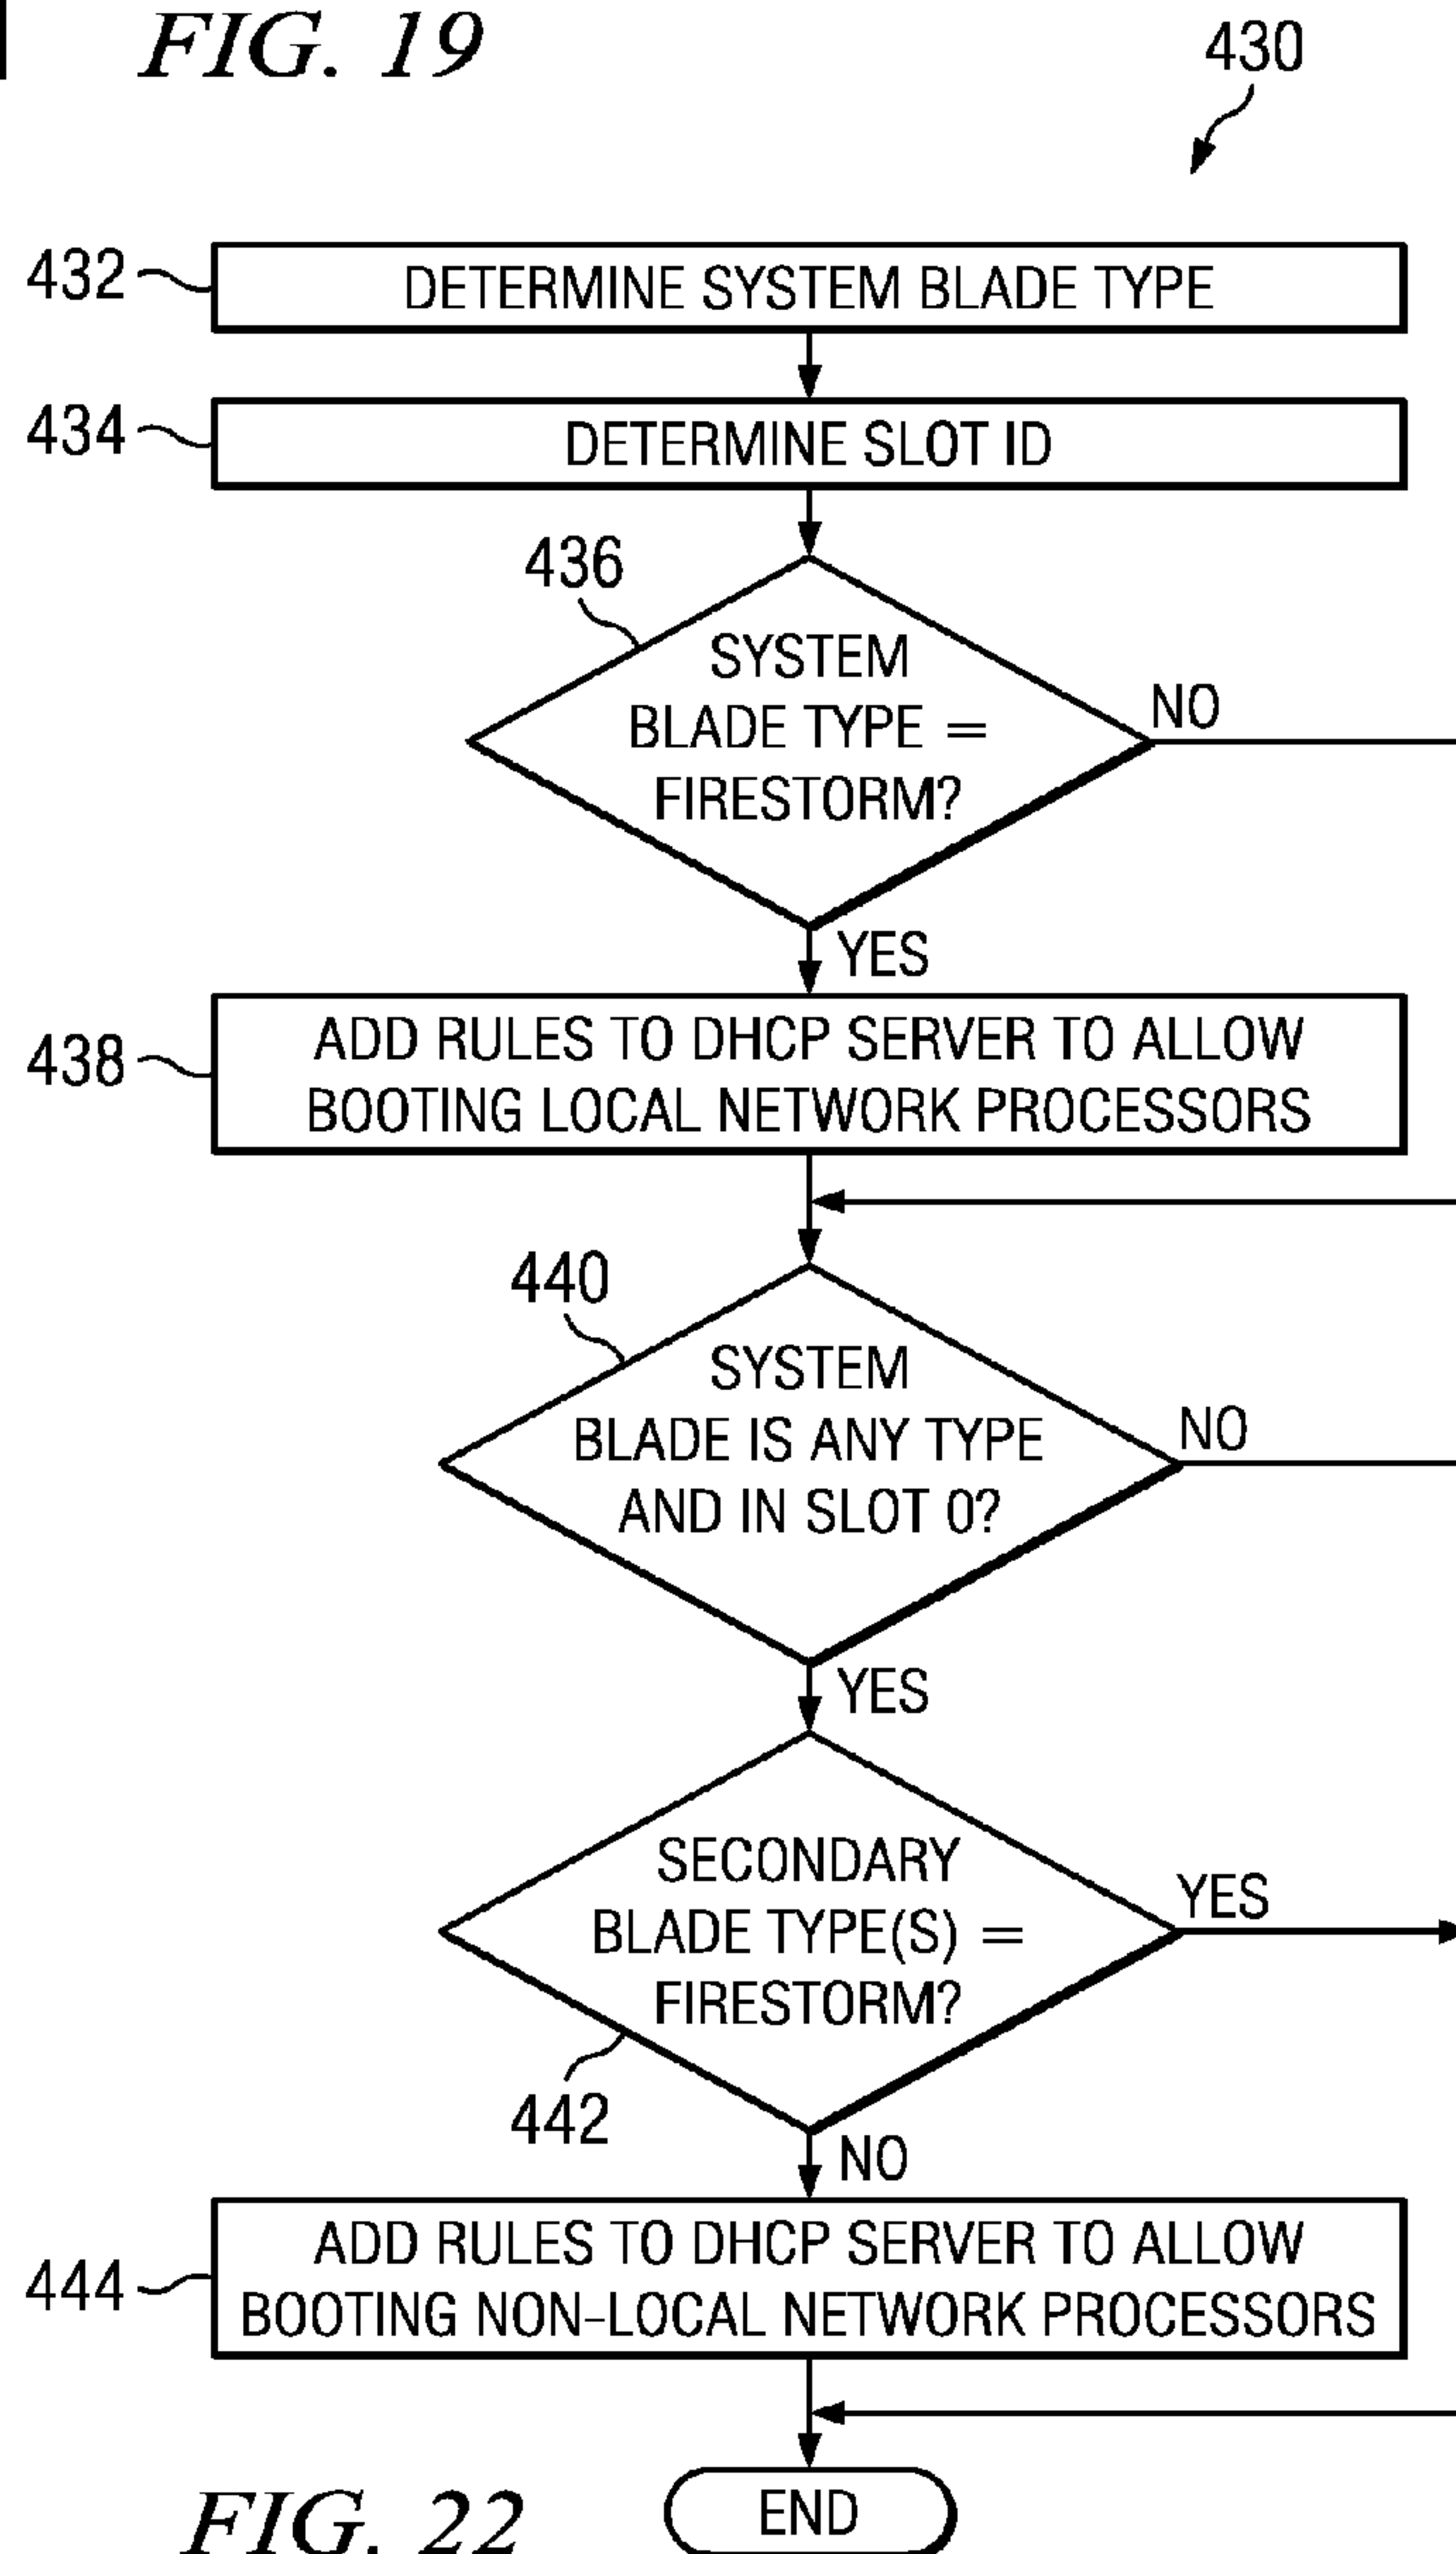 FIG. 19
430
432
DETERMINE SYSTEM BLADE TYPE
434
DETERMINE SLOT ID
436
SYSTEM
BLADE TYPE =
FIRESTORM?
NO
YES
438
ADD RULES TO DHCP SERVER TO ALLOW
BOOTING LOCAL NETWORK PROCESSORS
440
SYSTEM
BLADE IS ANY TYPE
AND IN SLOT 0?
NO
YES
SECONDARY
BLADE TYPE(S) =
FIRESTORM?
YES
442
NO
444
ADD RULES TO DHCP SERVER TO ALLOW
BOOTING NON-LOCAL NETWORK PROCESSORS
END
FIG. 22